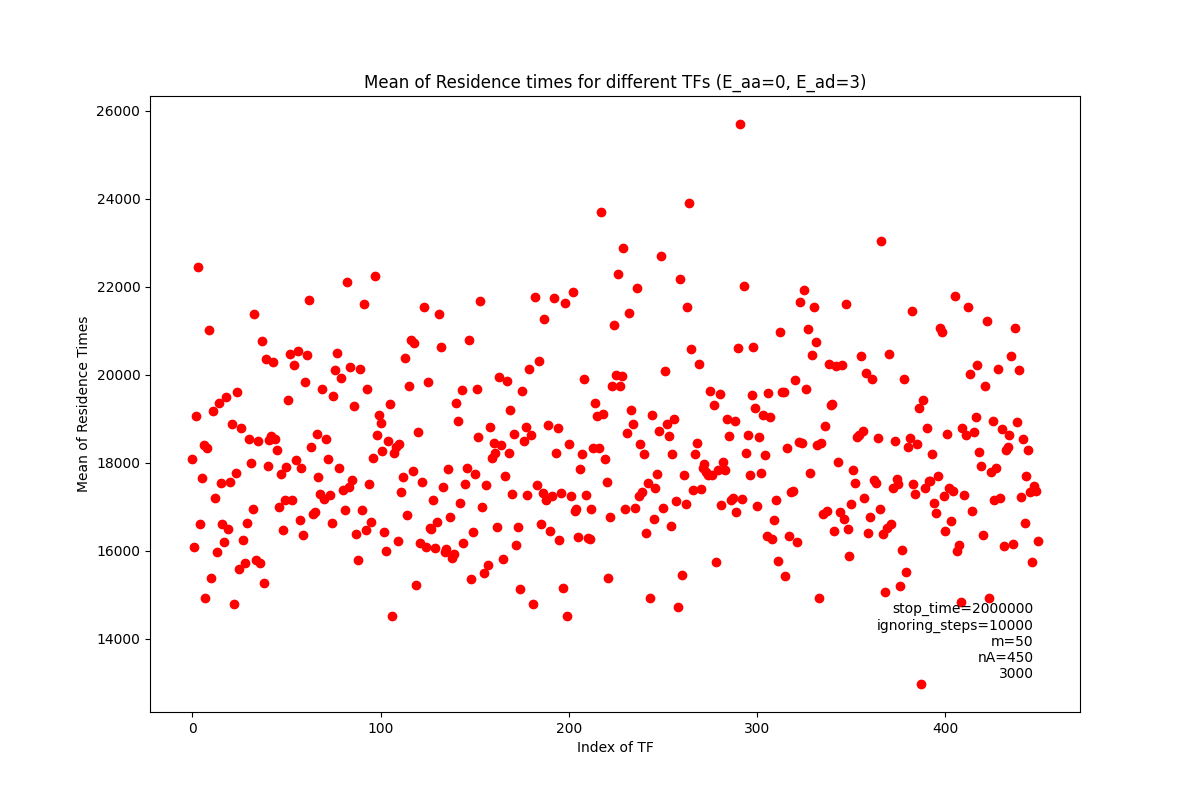 Mean of Residence times for different TFs (E_aa=0, E_ad=3)
26000
24000
22000
20000
18000
16000
14000
Mean of Residence Times
stop_time=2000000
ignoring_steps=10000
m=50
nA=450
3000
0 100 200 300 400
Index of TF